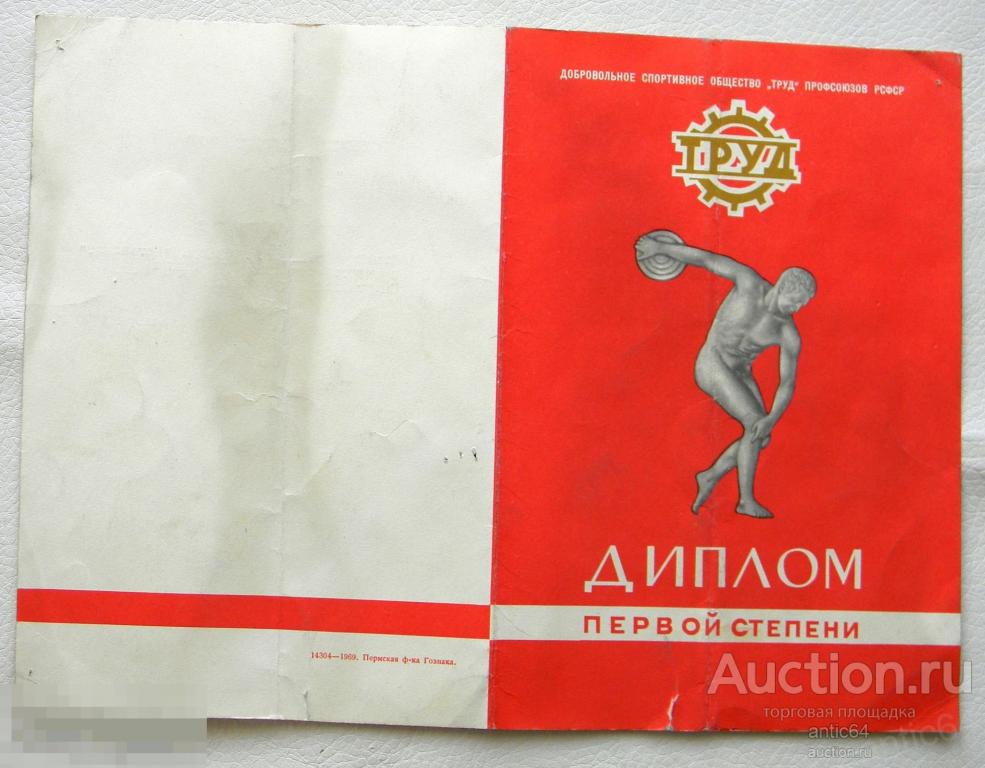 ДОБРОВОЛЬНОЕ СПОРТИВНОЕ ОБЩЕСТВО „ТРУД" ПРОФСОЮЗОВ РСФСР
ТРУД
ДИПЛОМ
ПЕРВОЙ СТЕПЕНИ
14304—1969. Пермская ф-ка Гознака.
Auction.ru
торговая площадка
antic64
auction.ru
antic64